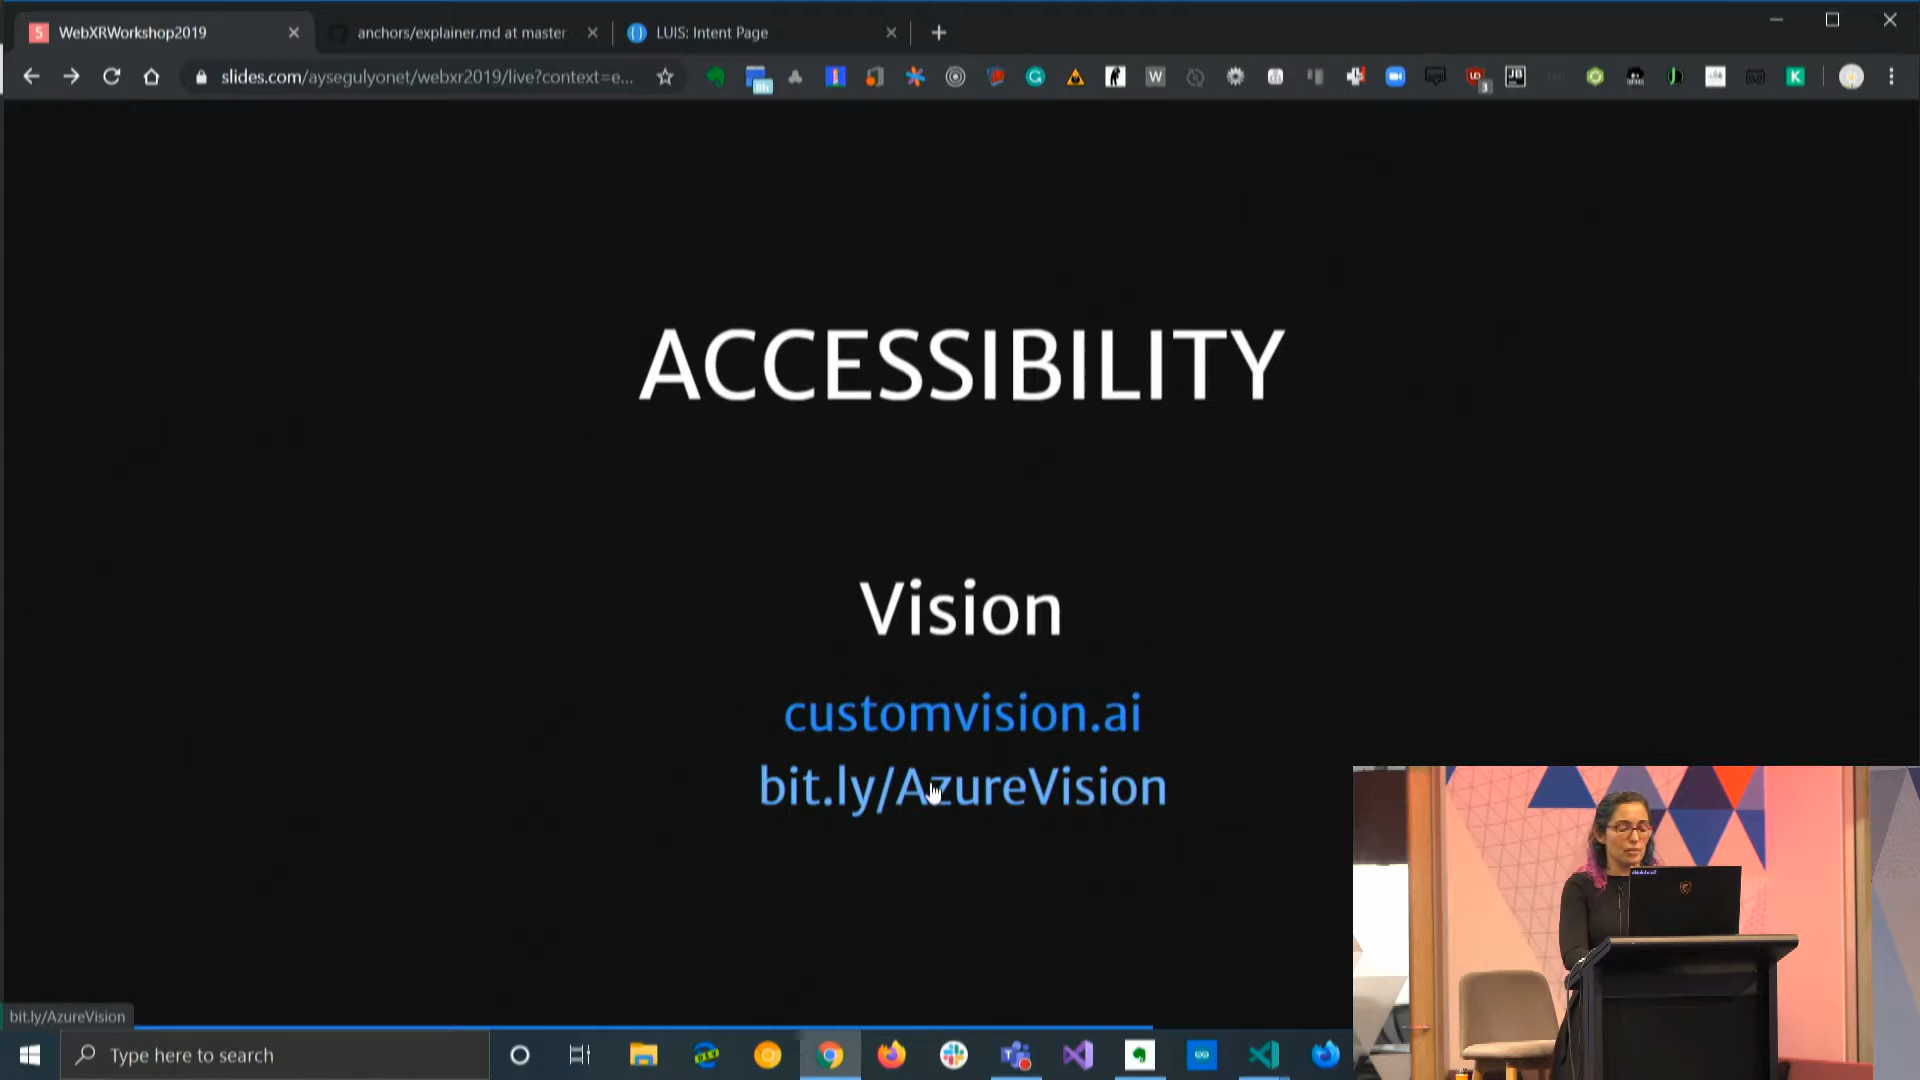 WebXRWorkshop2019
anchors/explainer.md at master
LUIS: Intent Page
slides.com/aysegulyonet/webxr2019/live?context=e...
ACCESSIBILITY
Vision
customvision.ai
bit.ly/AzureVision
bit.ly/AzureVision
Type here to search